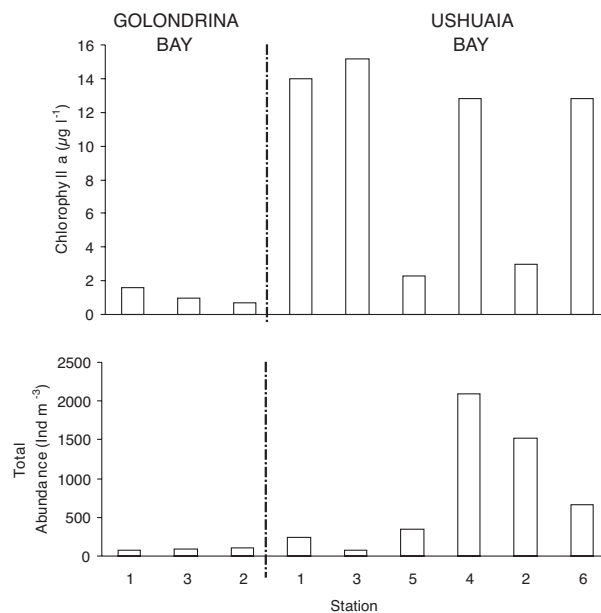 GOLONDRINA
BAY
USHUAIA
BAY
Chlorophyll a (µg l-1)
16
14
12
10
8
6
4
2
0
Total
Abundance (Ind m -3)
2500
2000
1500
1000
500
0
1 3 2 1 3 5 4 2 6
Station